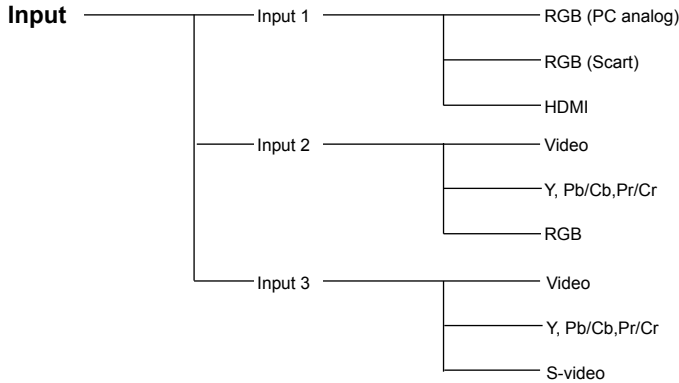 Input
Input 1
RGB (PC analog)
RGB (Scart)
HDMI
Input 2
Video
Y, Pb/Cb,Pr/Cr
RGB
Input 3
Video
Y, Pb/Cb,Pr/Cr
S-video